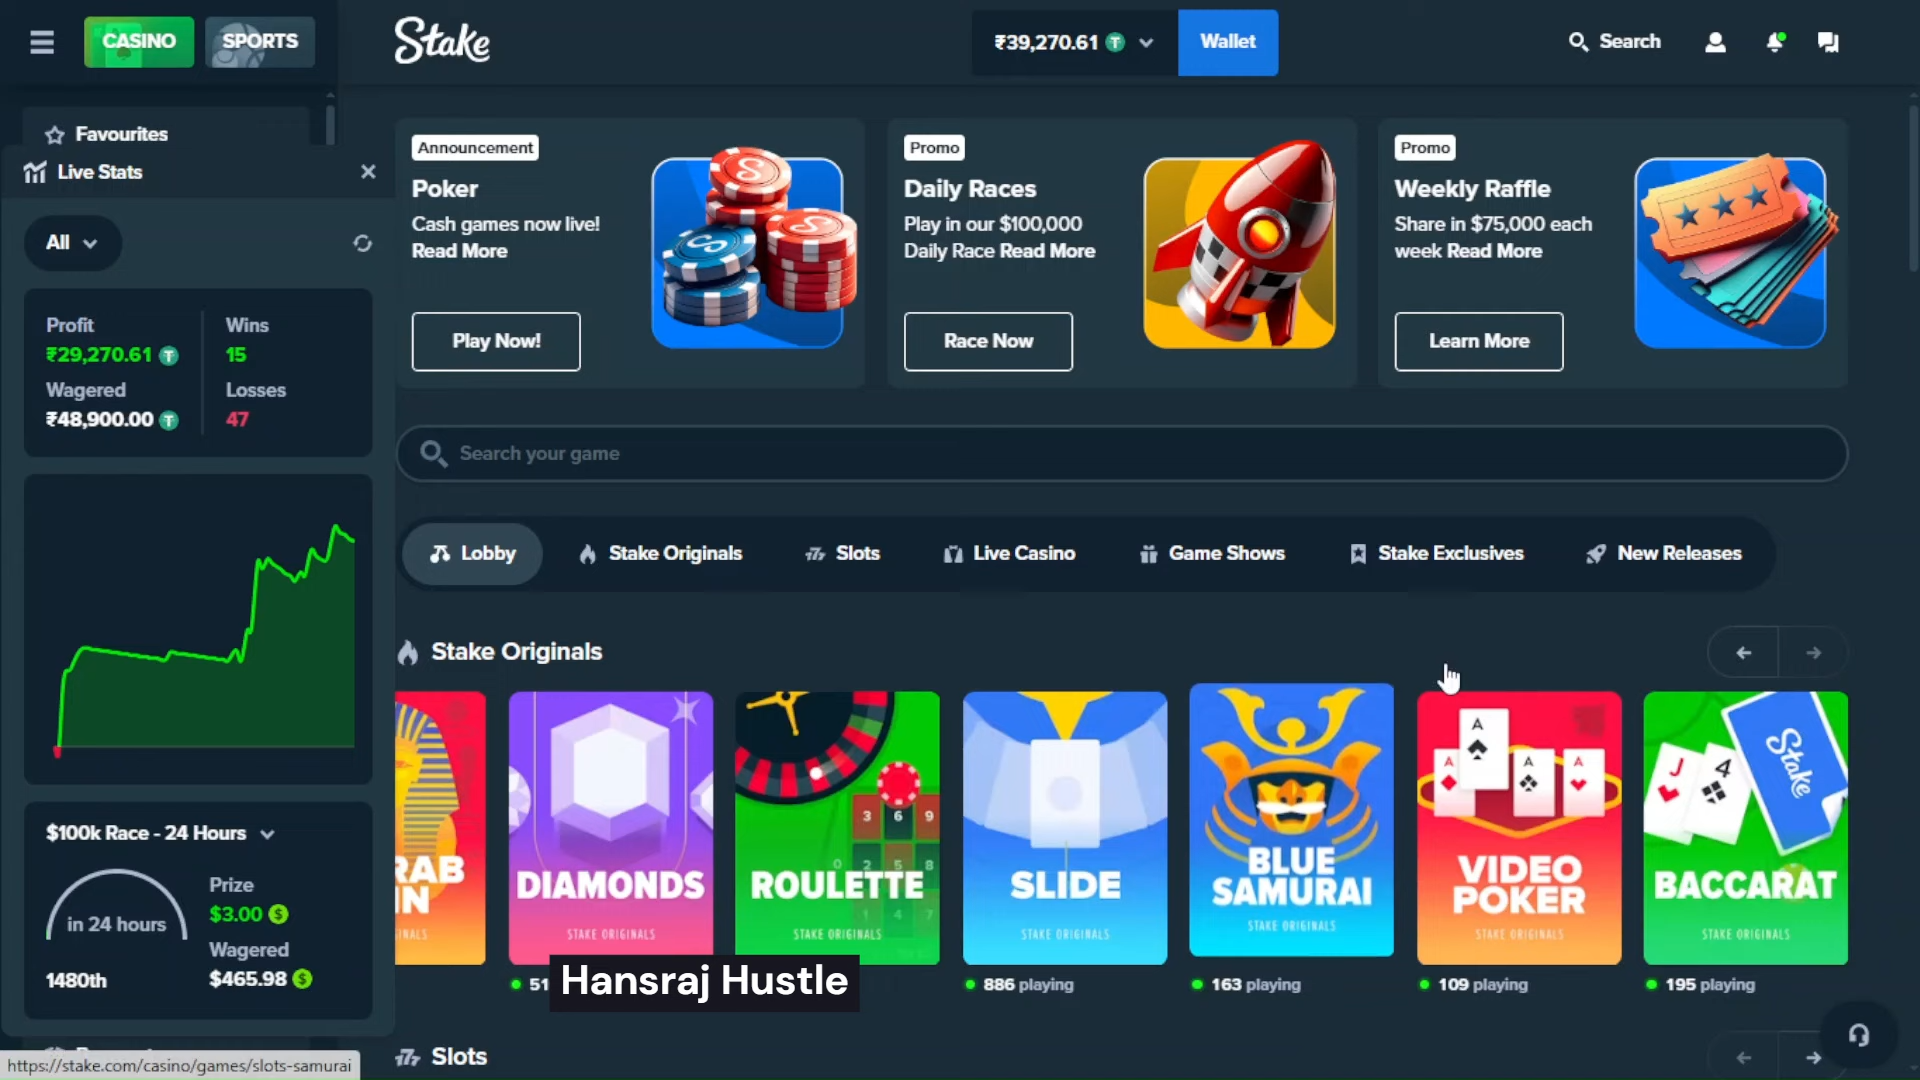 CASINO
SPORTS
Stake
₹39,270.61
Wallet
Search
Favourites
Live Stats
All
Profit
₹29,270.61
Wins
15
Wagered
₹48,900.00
Losses
47
$100k Race - 24 Hours
in 24 hours
1480th
Prize
$3.00
Wagered
$465.98
Announcement
Poker
Cash games now live!
Read More
Play Now!
Promo
Daily Races
Play in our $100,000
Daily Race Read More
Race Now
Promo
Weekly Raffle
Share in $75,000 each
week Read More
Learn More
Search your game
Lobby
Stake Originals
Slots
Live Casino
Game Shows
Stake Exclusives
New Releases
Stake Originals
DIAMONDS
STAKE ORIGINALS
ROULETTE
STAKE ORIGINALS
SLIDE
STAKE ORIGINALS
BLUE
SAMURAI
STAKE ORIGINALS
VIDEO
POKER
STAKE ORIGINALS
Stake
BACCARAT
STAKE ORIGINALS
51
Hansraj Hustle
886 playing
163 playing
109 playing
195 playing
Slots
https://stake.com/casino/games/slots-samurai